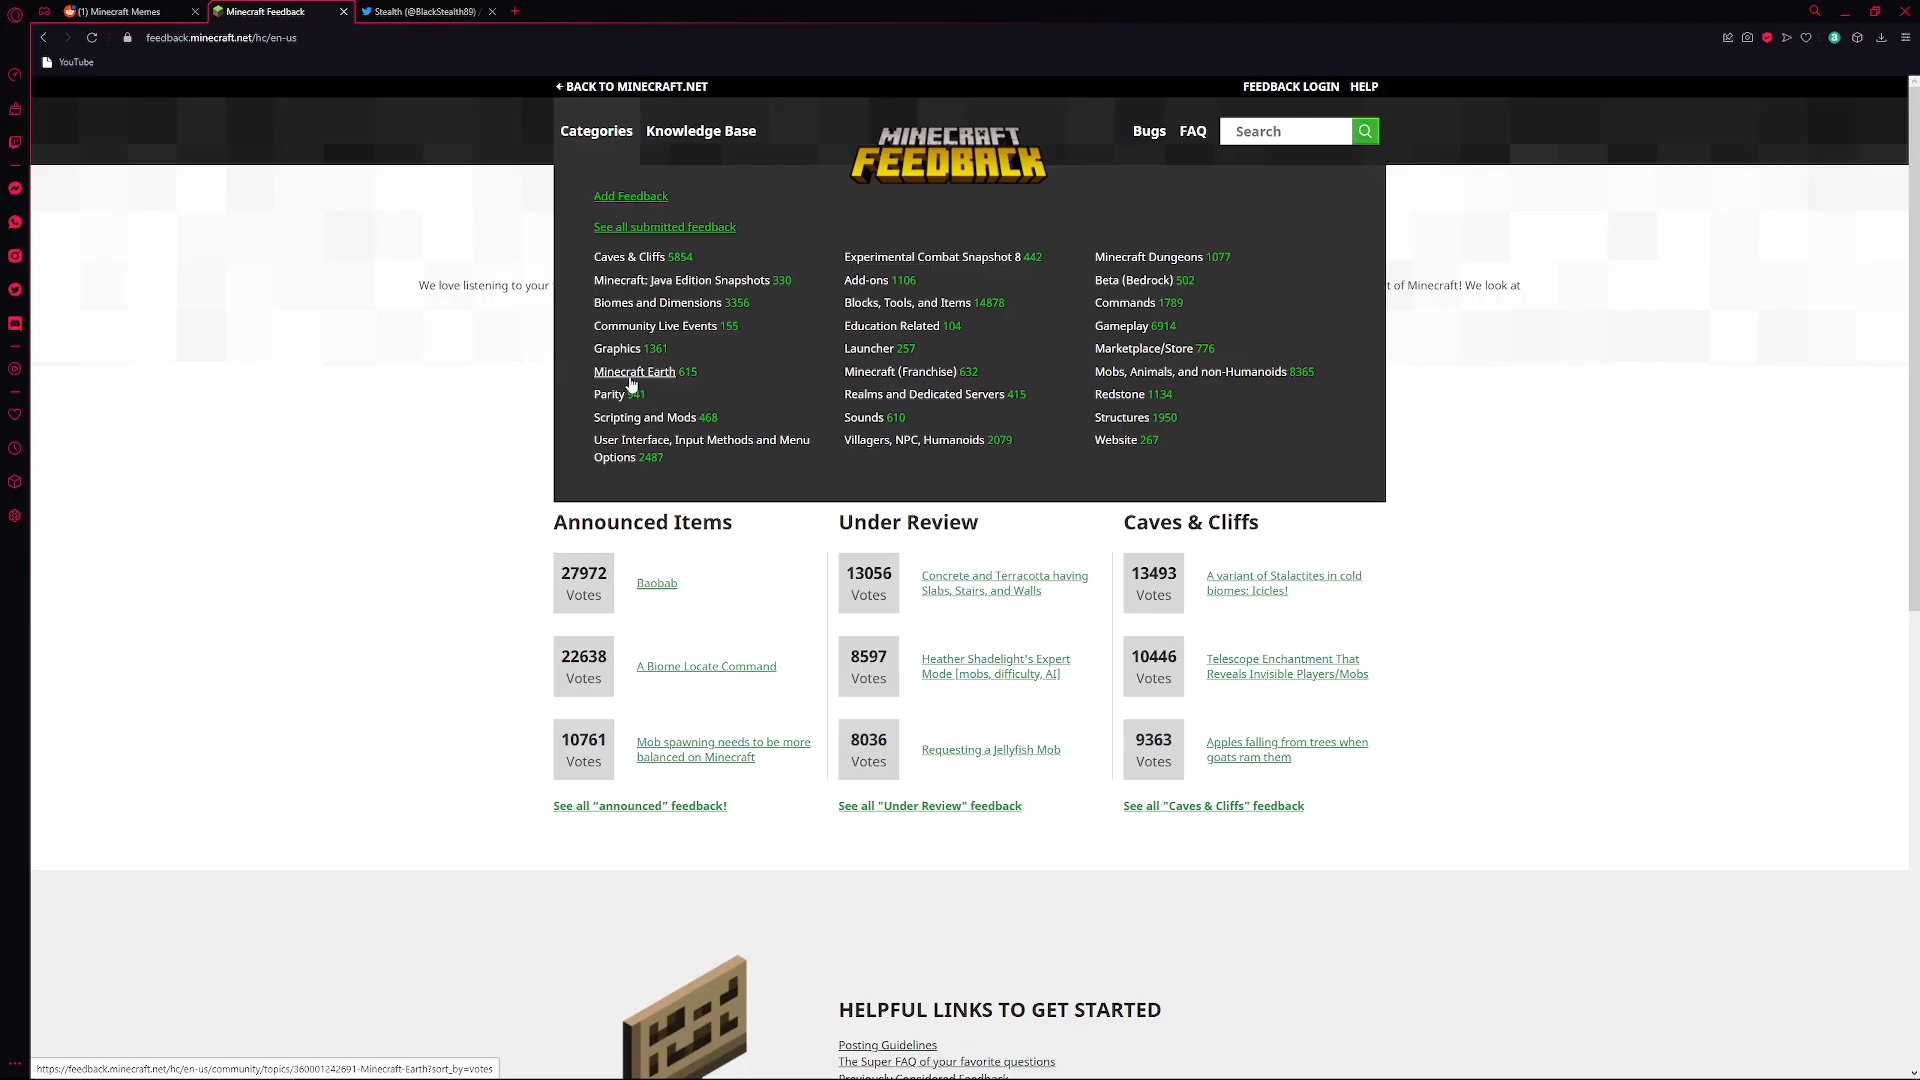 (1) Minecraft Memes
Minecraft Feedback
Stealth (@BlackStealth89) /
feedback.minecraft.net/hc/en-us
YouTube
BACK TO MINECRAFT.NET
FEEDBACK LOGIN HELP
Categories Knowledge Base
MINECRAFT
FEEDBACK
Bugs FAQ Search
Add Feedback
See all submitted feedback
We love listening to your
rt of Minecraft! We look at
Caves & Cliffs 5854
Minecraft: Java Edition Snapshots 330
Biomes and Dimensions 3356
Community Live Events 155
Graphics 1361
Minecraft Earth 615
Parity 941
Scripting and Mods 468
User Interface, Input Methods and Menu
Options 2487
Experimental Combat Snapshot 8 442
Add-ons 1106
Blocks, Tools, and Items 14878
Education Related 104
Launcher 257
Minecraft (Franchise) 632
Realms and Dedicated Servers 415
Sounds 610
Villagers, NPC, Humanoids 2079
Minecraft Dungeons 1077
Beta (Bedrock) 502
Commands 1789
Gameplay 6914
Marketplace/Store 776
Mobs, Animals, and non-Humanoids 8365
Redstone 1134
Structures 1950
Website 267
Announced Items
27972
Votes
Baobab
22638
Votes
A Biome Locate Command
10761
Votes
Mob spawning needs to be more
balanced on Minecraft
See all “announced” feedback!
Under Review
13056
Votes
Concrete and Terracotta having
Slabs, Stairs, and Walls
8597
Votes
Heather Shadelight's Expert
Mode [mobs, difficulty, AI]
8036
Votes
Requesting a Jellyfish Mob
See all "Under Review" feedback
Caves & Cliffs
13493
Votes
A variant of Stalactites in cold
biomes: Icicles!
10446
Votes
Telescope Enchantment That
Reveals Invisible Players/Mobs
9363
Votes
Apples falling from trees when
goats ram them
See all "Caves & Cliffs" feedback
HELPFUL LINKS TO GET STARTED
Posting Guidelines
The Super FAQ of your favorite questions
Previously Considered Feedback
https://feedback.minecraft.net/hc/en-us/community/topics/360001242691-Minecraft-Earth?sort_by=votes